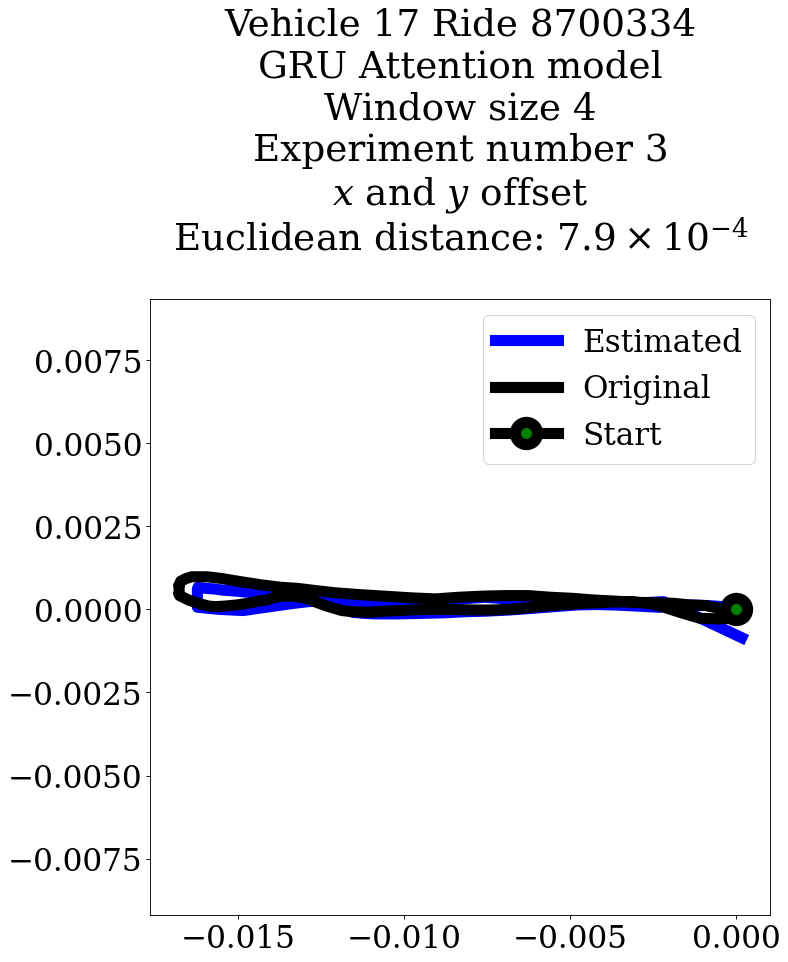 Vehicle 17 Ride 8700334
GRU Attention model
Window size 4
Experiment number 3
x and y offset
Euclidean distance: 7.9 × 10⁻⁴
Estimated
Original
Start
0.0075
0.0050
0.0025
0.0000
−0.0025
−0.0050
−0.0075
−0.015 −0.010 −0.005 0.000